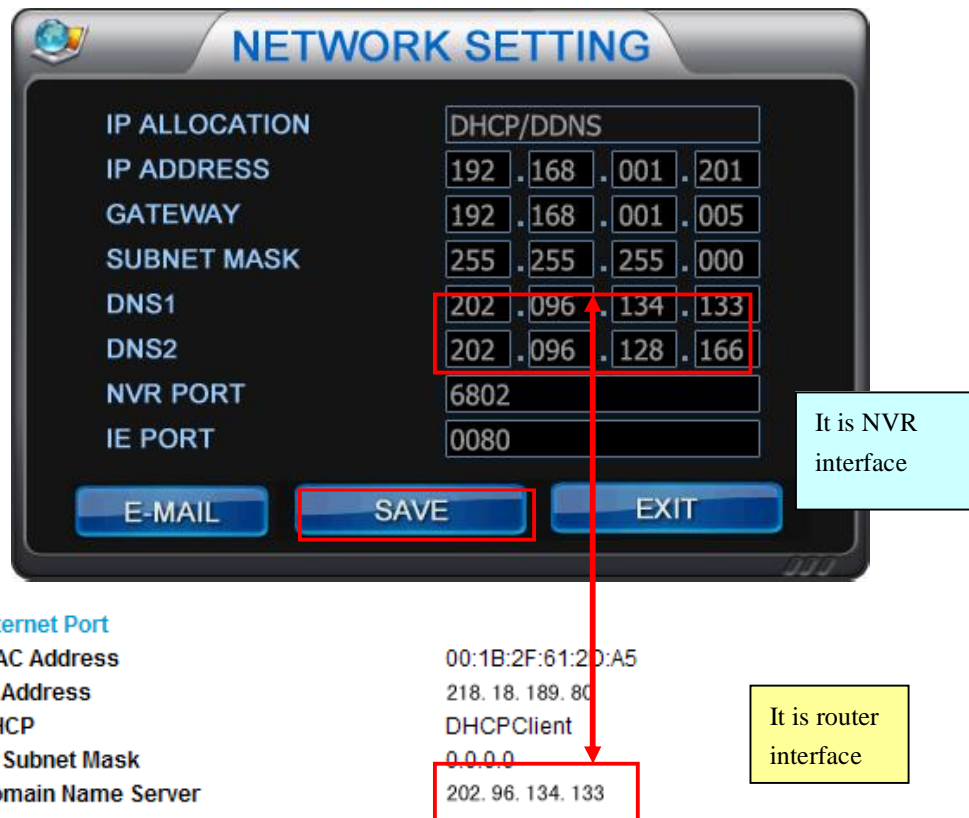 NETWORK SETTING
IP ALLOCATION DHCP/DDNS
IP ADDRESS 192 . 168 . 001 . 201
GATEWAY 192 . 168 . 001 . 005
SUBNET MASK 255 . 255 . 255 . 000
DNS1 202 . 096 . 134 . 133
DNS2 202 . 096 . 128 . 166
NVR PORT 6802
IE PORT 0080
E-MAIL SAVE EXIT
It is NVR
interface
ternet Port
AC Address 00:1B:2F:61:2D:A5
Address 218. 18. 189. 80
HCP DHCPClient
Subnet Mask 0.0.0.0
omain Name Server 202. 96. 134. 133
It is router
interface